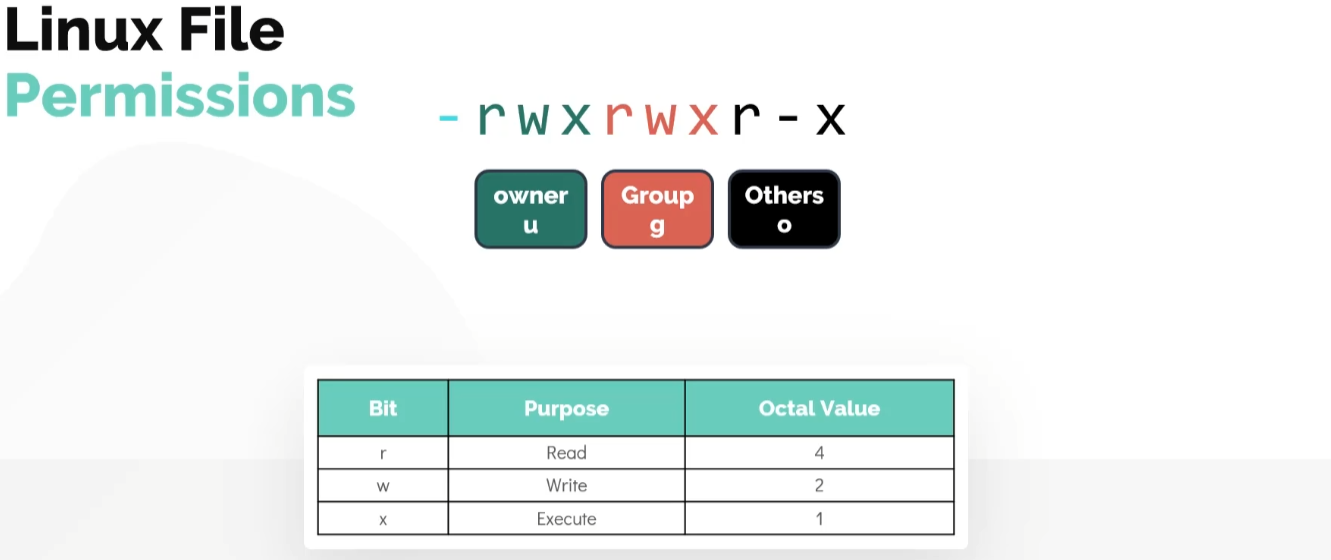 Linux File
Permissions
-rwxrwxr-x
owner Group Others
u g o
Bit Purpose Octal Value
r Read 4
w Write 2
x Execute 1